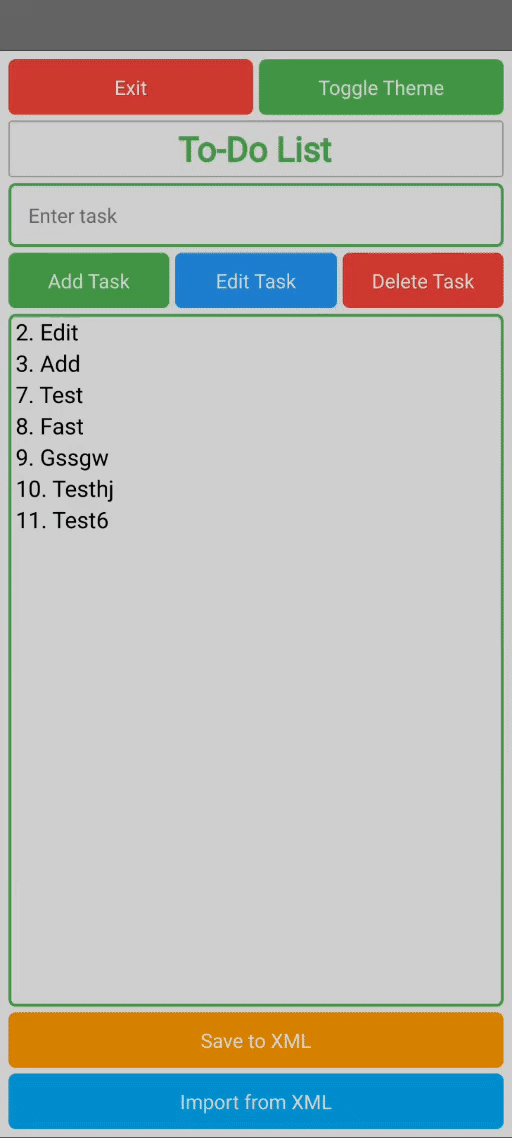 Exit
Toggle Theme
To-Do List
Enter task
Add Task
Edit Task
Delete Task
2. Edit
3. Add
7. Test
8. Fast
9. Gssgw
10. Testhj
11. Test6
Save to XML
Import from XML